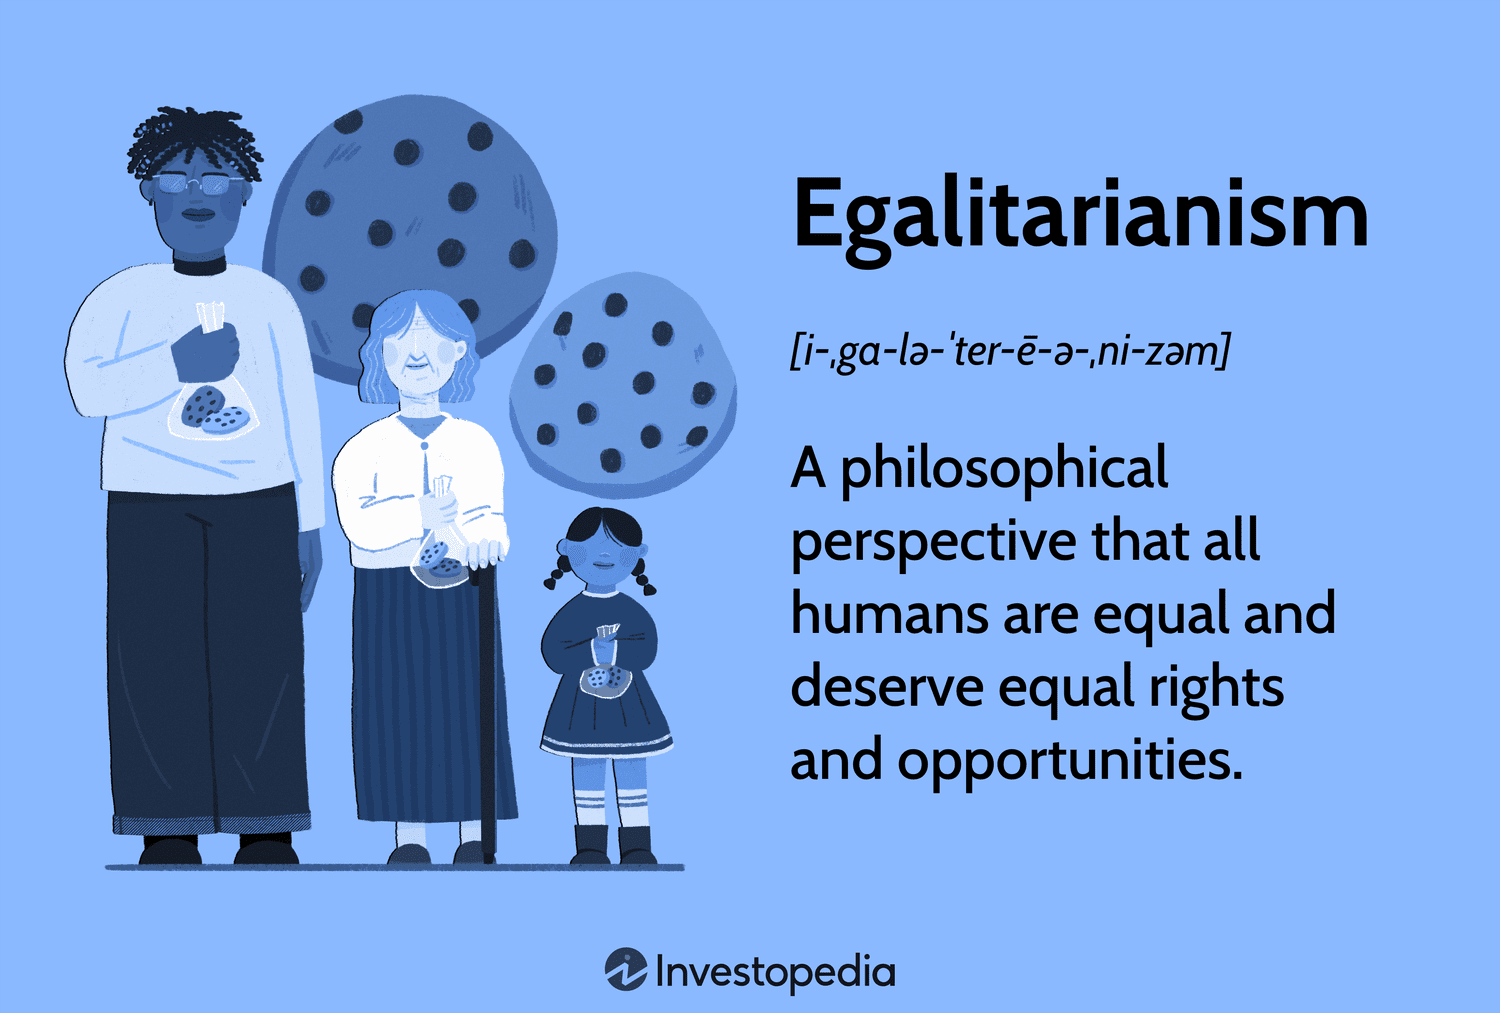 Egalitarianism
[i-ˌga-lə-ˈter-ē-ə-ˌni-zəm]
A philosophical
perspective that all
humans are equal and
deserve equal rights
and opportunities.
Investopedia